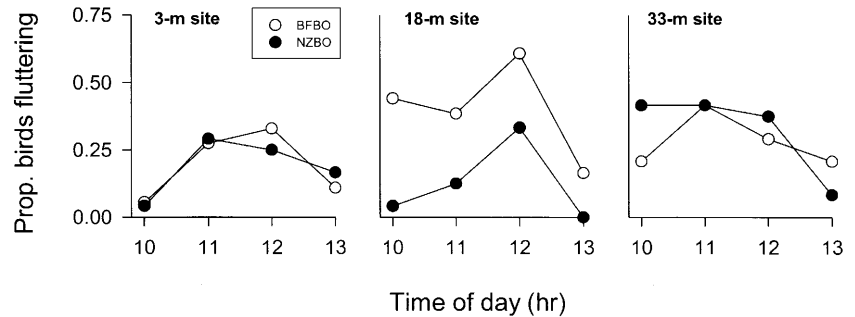 3-m site
BFBO
NZBO
18-m site
33-m site
0.75
0.50
0.25
0.00
Prop. birds fluttering
10 11 12 13
10 11 12 13
10 11 12 13
Time of day (hr)